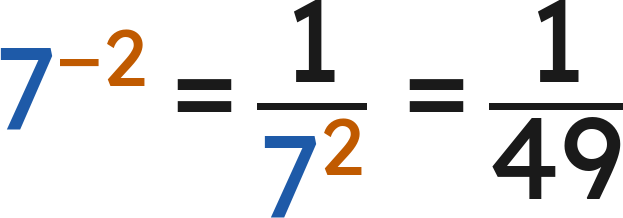 7⁻² = 1/7² = 1/49